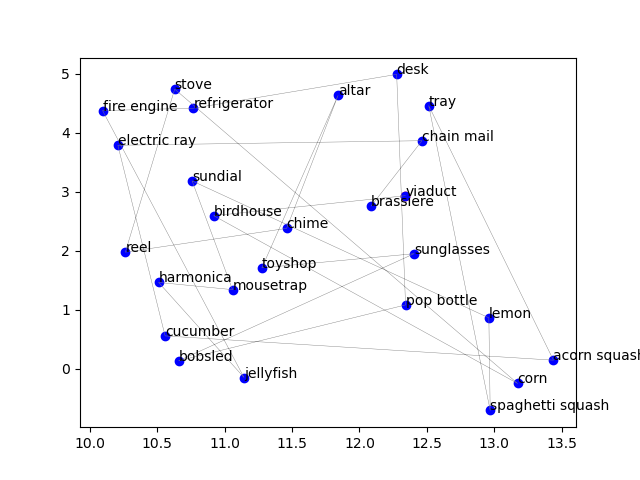 desk
stove
altar
tray
fire engine
refrigerator
electric ray
chain mail
sundial
viaduct
brassiere
birdhouse
chime
reel
sunglasses
toyshop
harmonica
mousetrap
pop bottle
lemon
cucumber
bobsled
acorn squash
jellyfish
corn
spaghetti squash
5
4
3
2
1
0
10.0 10.5 11.0 11.5 12.0 12.5 13.0 13.5